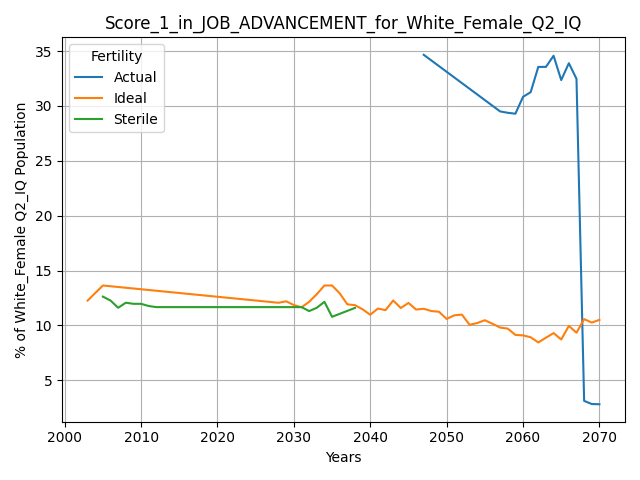 Score_1_in_JOB_ADVANCEMENT_for_White_Female_Q2_IQ
% of White_Female Q2_IQ Population
35
30
25
20
15
10
5
Fertility
Actual
Ideal
Sterile
2000 2010 2020 2030 2040 2050 2060 2070
Years